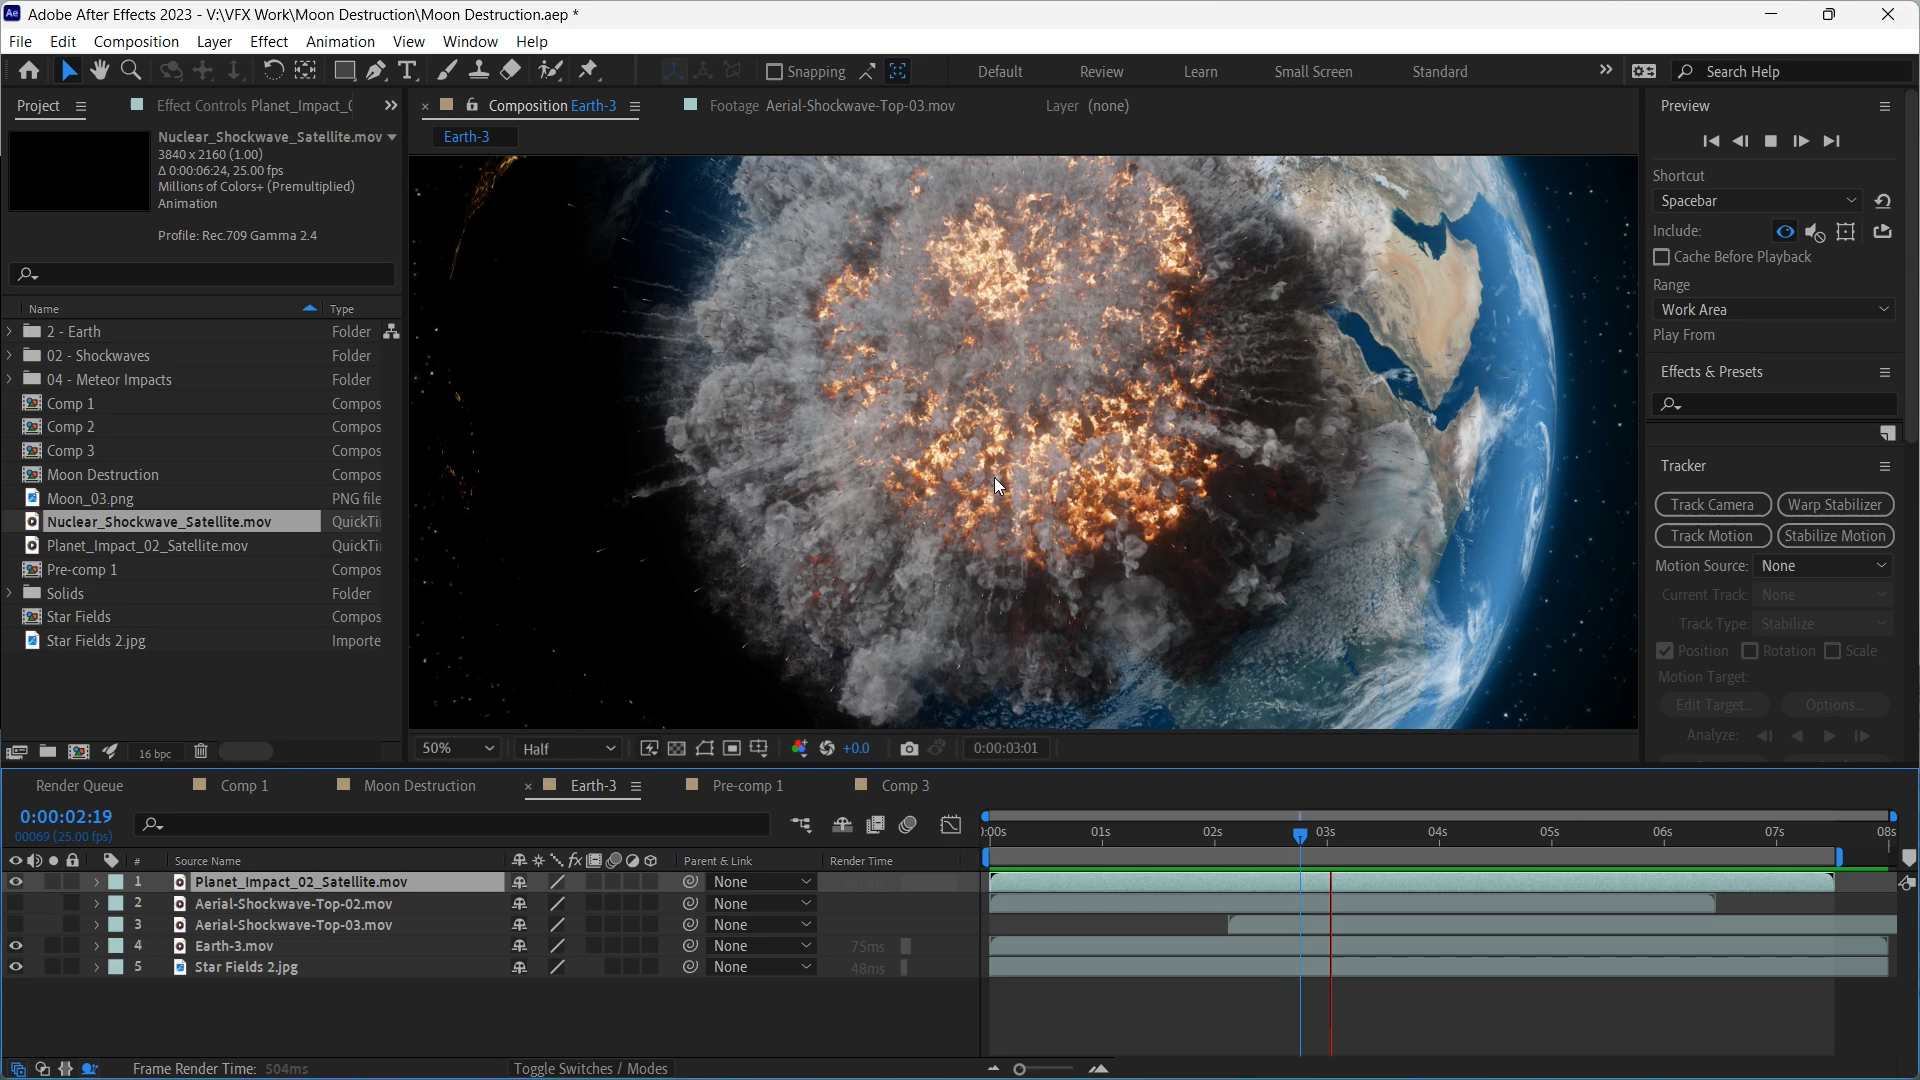 Adobe After Effects 2023 - V:\VFX Work\Moon Destruction\Moon Destruction.aep *
File Edit Composition Layer Effect Animation View Window Help
Snapping Default Review Learn Small Screen Standard Search Help
Project Effect Controls Planet_Impact_0
Composition Earth-3 Footage Aerial-Shockwave-Top-03.mov Layer (none)
Earth-3
Nuclear_Shockwave_Satellite.mov
3840 x 2160 (1.00)
Δ 0:00:06:24, 25.00 fps
Millions of Colors+ (Premultiplied)
Animation
Profile: Rec.709 Gamma 2.4
Name Type
2 - Earth Folder
02 - Shockwaves Folder
04 - Meteor Impacts Folder
Comp 1 Compos
Comp 2 Compos
Comp 3 Compos
Moon Destruction Compos
Moon_03.png PNG file
Nuclear_Shockwave_Satellite.mov QuickTi
Planet_Impact_02_Satellite.mov QuickTi
Pre-comp 1 Compos
Solids Folder
Star Fields Compos
Star Fields 2.jpg Importe
16 bpc
50% Half +0.0 0:00:03:01
Preview
Shortcut
Spacebar
Include:
Cache Before Playback
Range
Work Area
Play From
Effects & Presets
Tracker
Track Camera Warp Stabilizer
Track Motion Stabilize Motion
Motion Source: None
Current Track: None
Track Type: Stabilize
Position Rotation Scale
Motion Target:
Edit Target... Options...
Analyze:
Render Queue Comp 1 Moon Destruction Earth-3 Pre-comp 1 Comp 3
0:00:02:19
00069 (25.00 fps)
):00s 01s 02s 03s 04s 05s 06s 07s 08s
# Source Name fx Parent & Link Render Time
1 Planet_Impact_02_Satellite.mov None
2 Aerial-Shockwave-Top-02.mov None
3 Aerial-Shockwave-Top-03.mov None
4 Earth-3.mov None 75ms
5 Star Fields 2.jpg None 48ms
Frame Render Time: 504ms Toggle Switches / Modes